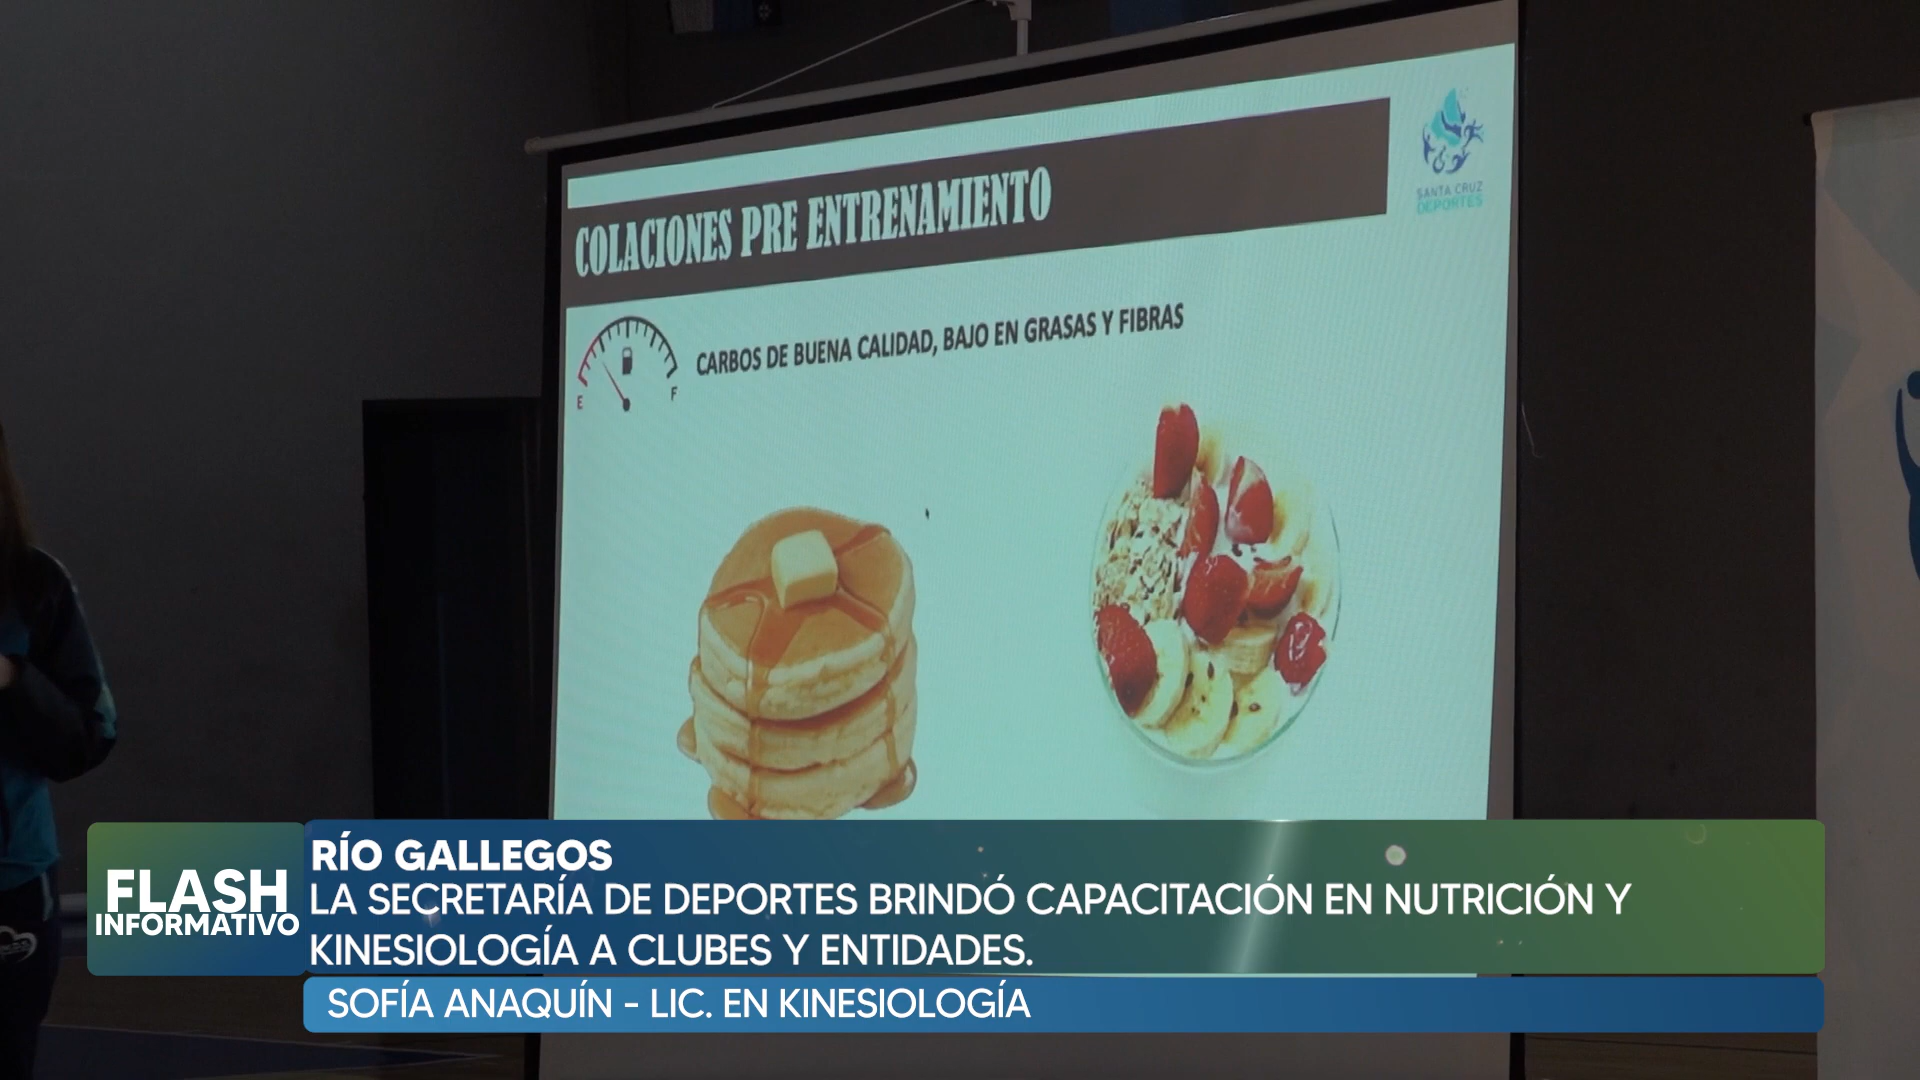 COLACIONES PRE ENTRENAMIENTO
SANTA CRUZ
DEPORTES
E
F
CARBOS DE BUENA CALIDAD, BAJO EN GRASAS Y FIBRAS
FLASH
INFORMATIVO
RÍO GALLEGOS
LA SECRETARÍA DE DEPORTES BRINDÓ CAPACITACIÓN EN NUTRICIÓN Y
KINESIOLOGÍA A CLUBES Y ENTIDADES.
SOFÍA ANAQUÍN - LIC. EN KINESIOLOGÍA